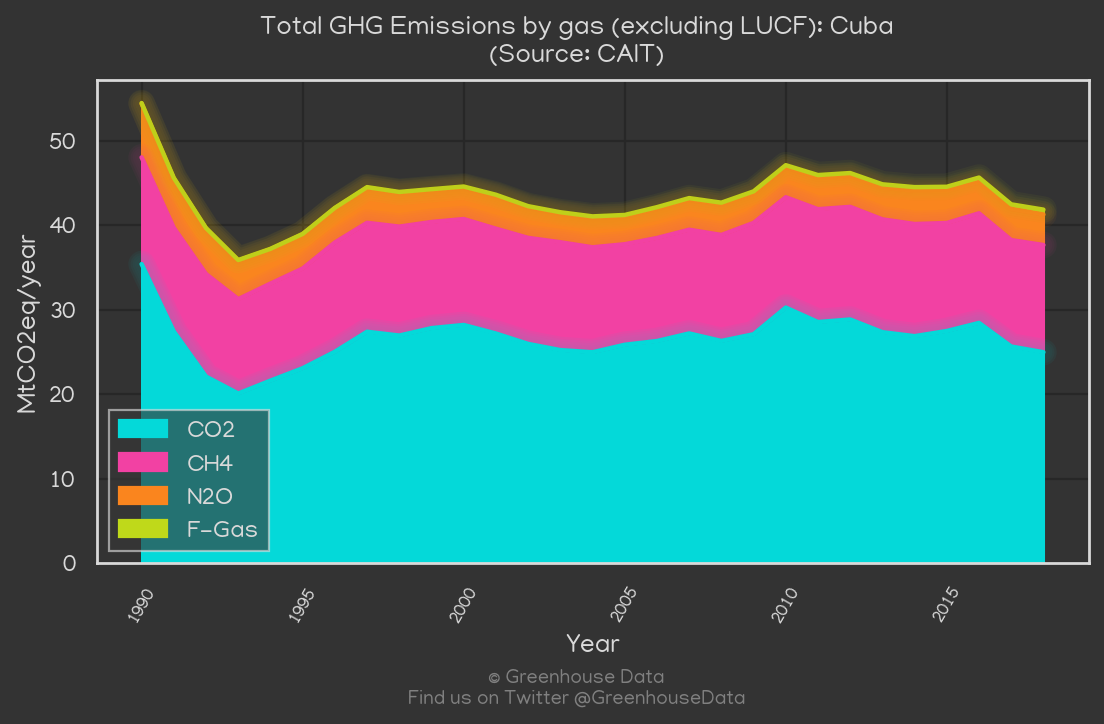 Total GHG Emissions by gas (excluding LUCF): Cuba
(Source: CAIT)
MtCO2eq/year
50
40
30
20
10
0
CO2
CH4
N2O
F-Gas
1990
1995
2000
2005
2010
2015
Year
© Greenhouse Data
Find us on Twitter @GreenhouseData